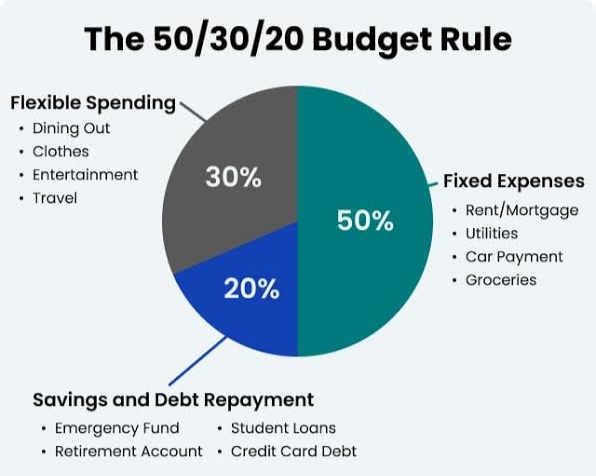 The 50/30/20 Budget Rule
Flexible Spending
• Dining Out
• Clothes
• Entertainment
• Travel
30%
50%
20%
Fixed Expenses
• Rent/Mortgage
• Utilities
• Car Payment
• Groceries
Savings and Debt Repayment
• Emergency Fund
• Retirement Account
• Student Loans
• Credit Card Debt